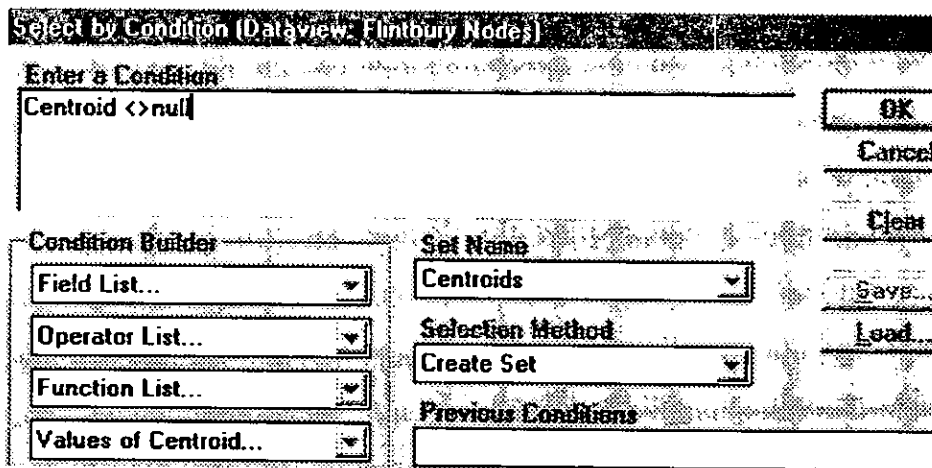 Select by Condition (Dataview: Flintbury Nodes)
Enter a Condition
Centroid <>null
OK
Cancel
Clear
Condition Builder
Set Name
Field List...
Centroids
Save...
Operator List...
Selection Method
Load...
Function List...
Create Set
Previous Conditions
Values of Centroid...